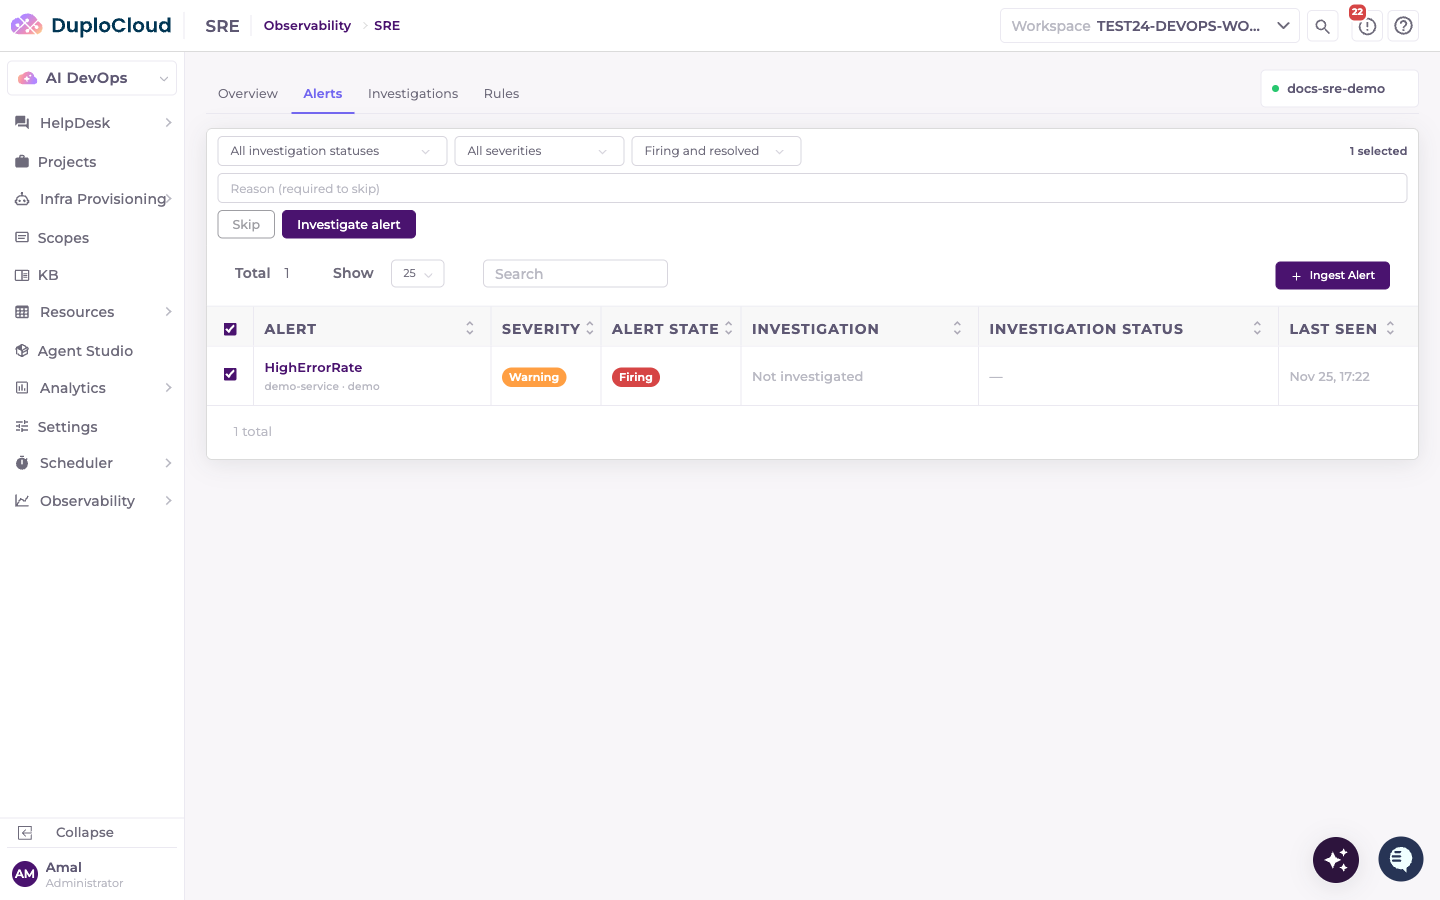 DuploCloud
SRE
Observability > SRE
Workspace TEST24-DEVOPS-WO...
22
AI DevOps
HelpDesk
Projects
Infra Provisioning
Scopes
KB
Resources
Agent Studio
Analytics
Settings
Scheduler
Observability
Collapse
AM
Amal
Administrator
Overview
Alerts
Investigations
Rules
docs-sre-demo
All investigation statuses
All severities
Firing and resolved
1 selected
Reason (required to skip)
Skip
Investigate alert
Total 1
Show 25
Search
+ Ingest Alert
ALERT
SEVERITY
ALERT STATE
INVESTIGATION
INVESTIGATION STATUS
LAST SEEN
HighErrorRate
demo-service · demo
Warning
Firing
Not investigated
—
Nov 25, 17:22
1 total